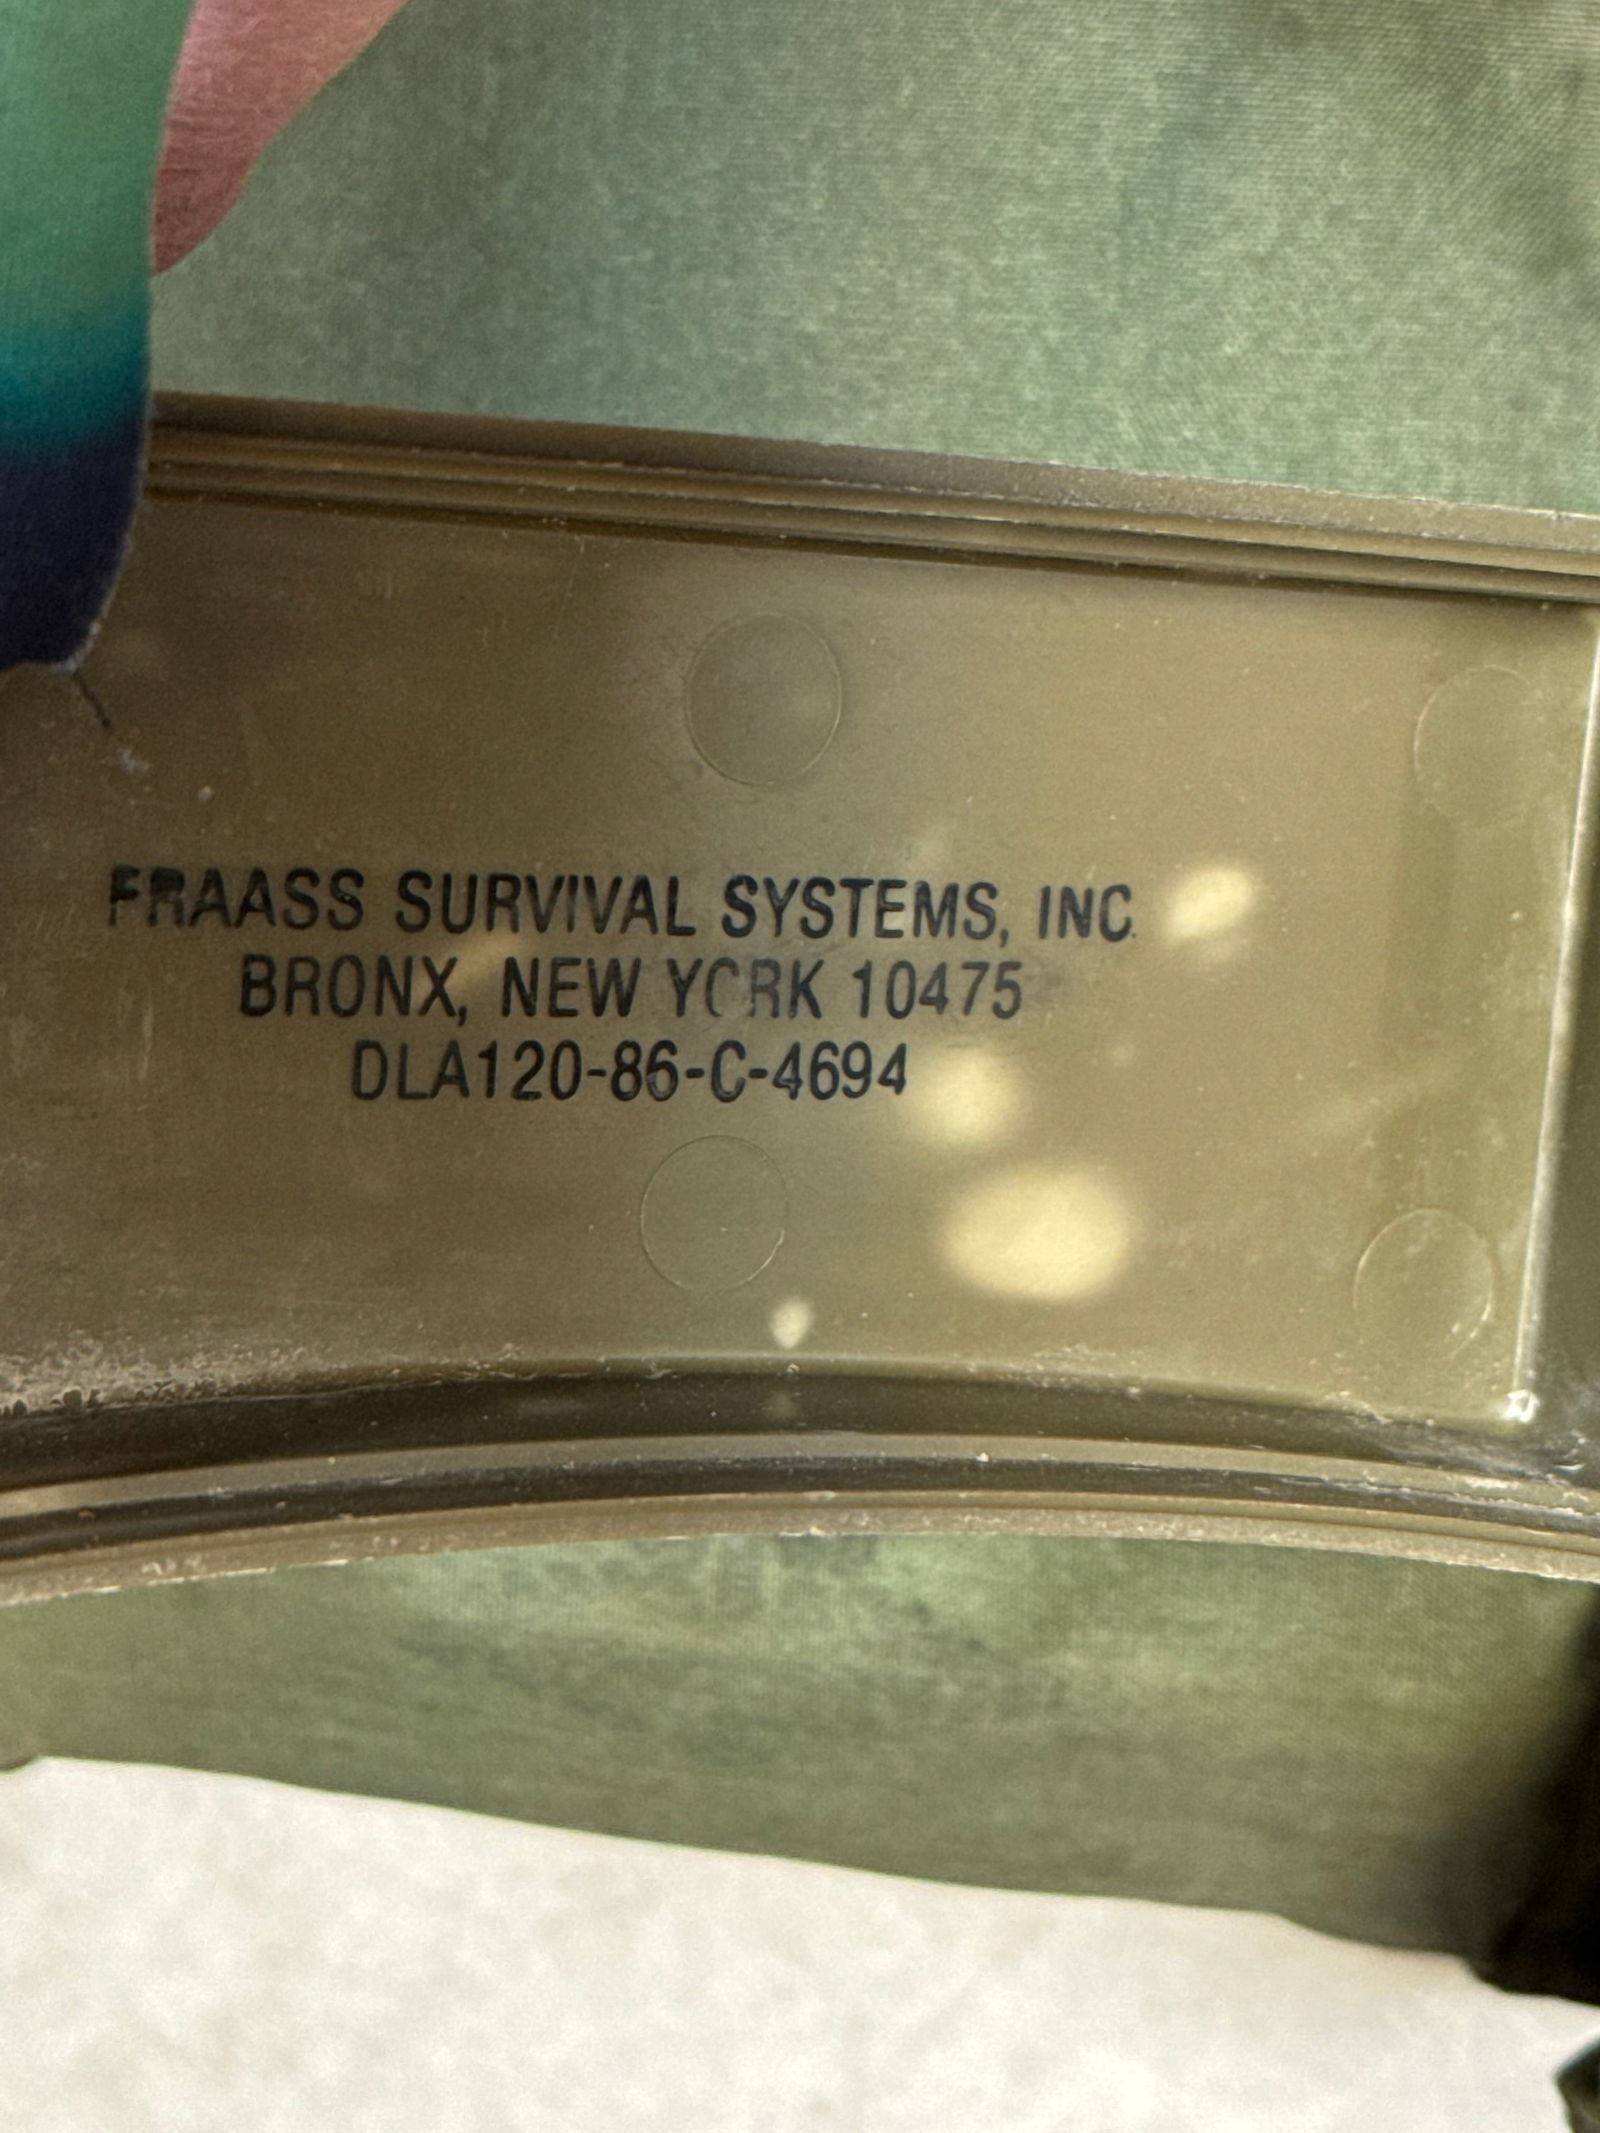 FRAASS SURVIVAL SYSTEMS, INC.
BRONX, NEW YORK 10475
DLA120-86-C-4694